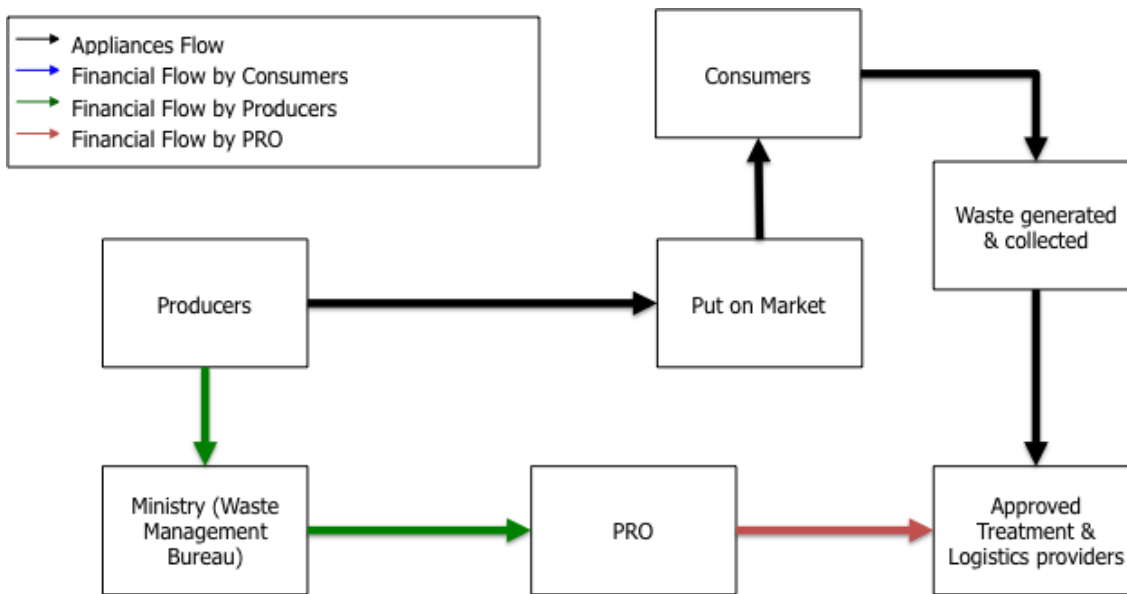 Appliances Flow
Financial Flow by Consumers
Financial Flow by Producers
Financial Flow by PRO
Consumers
Waste generated
& collected
Producers
Put on Market
Ministry (Waste
Management
Bureau)
PRO
Approved
Treatment &
Logistics providers